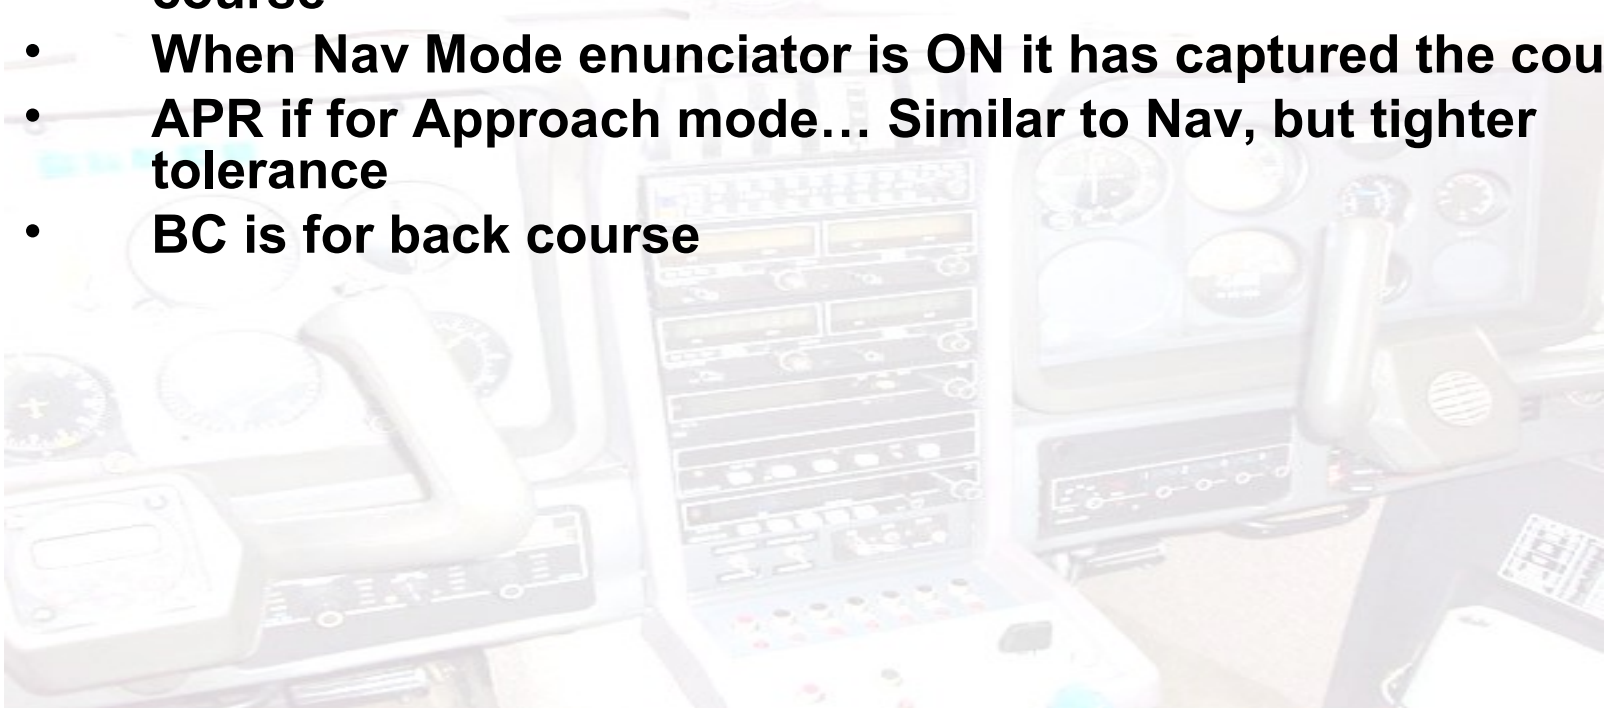 course
• When Nav Mode enunciator is ON it has captured the cou
• APR if for Approach mode… Similar to Nav, but tighter
tolerance
• BC is for back course